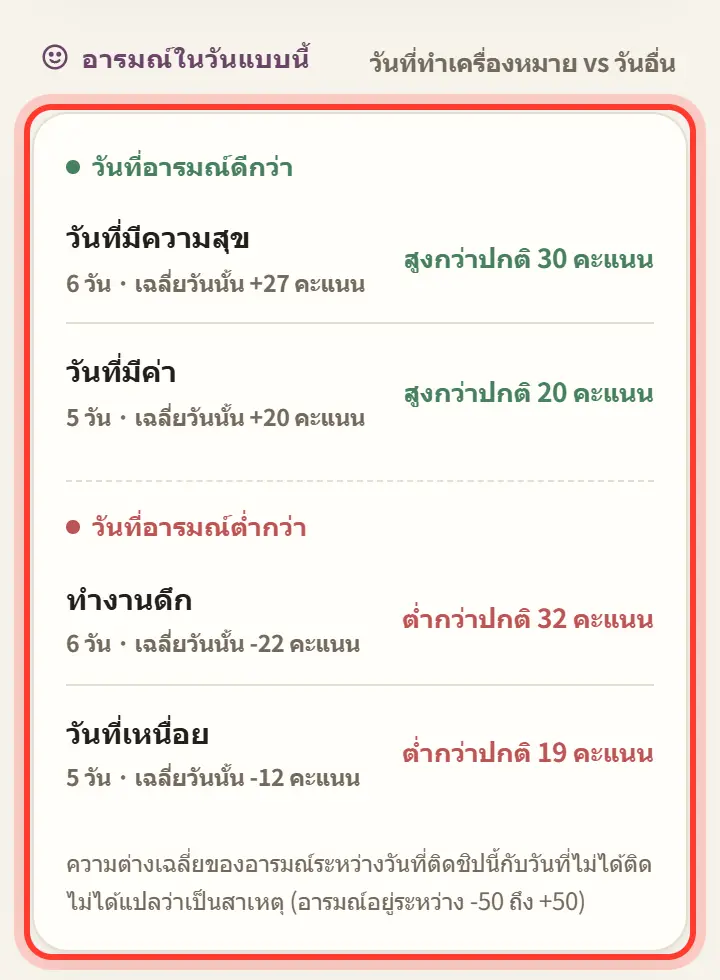 อารมณ์ในวันแบบนี้
วันที่ทำเครื่องหมาย vs วันอื่น
วันที่อารมณ์ดีกว่า
วันที่มีความสุข
สูงกว่าปกติ 30 คะแนน
6 วัน · เฉลี่ยวันนั้น +27 คะแนน
วันที่มีค่า
สูงกว่าปกติ 20 คะแนน
5 วัน · เฉลี่ยวันนั้น +20 คะแนน
วันที่อารมณ์ต่ำกว่า
ทำงานดึก
ต่ำกว่าปกติ 32 คะแนน
6 วัน · เฉลี่ยวันนั้น -22 คะแนน
วันที่เหนื่อย
ต่ำกว่าปกติ 19 คะแนน
5 วัน · เฉลี่ยวันนั้น -12 คะแนน
ความต่างเฉลี่ยของอารมณ์ระหว่างวันที่ติดชิปนี้กับวันที่ไม่ได้ติด
ไม่ได้แปลว่าเป็นสาเหตุ (อารมณ์อยู่ระหว่าง -50 ถึง +50)